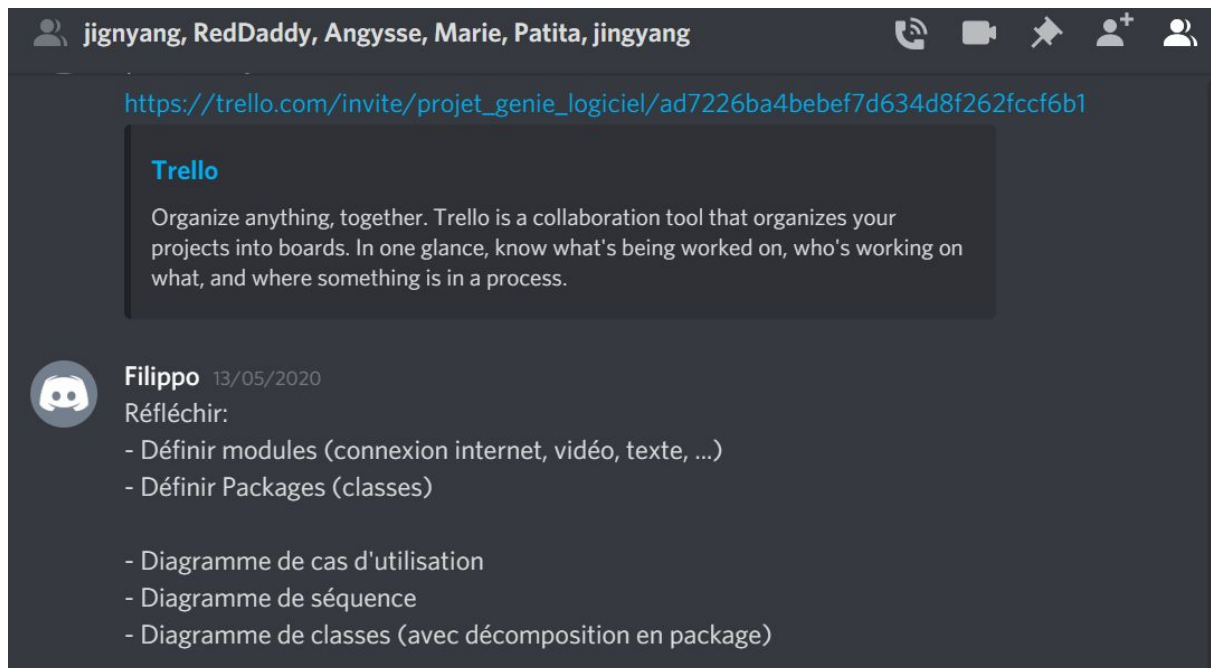 jignyang, RedDaddy, Angysse, Marie, Patita, jingyang
https://trello.com/invite/projet_genie_logiciel/ad7226ba4bebef7d634d8f262fccf6b1
Trello
Organize anything, together. Trello is a collaboration tool that organizes your
projects into boards. In one glance, know what's being worked on, who's working on
what, and where something is in a process.
Filippo 13/05/2020
Réfléchir:
- Définir modules (connexion internet, vidéo, texte, ...)
- Définir Packages (classes)
- Diagramme de cas d'utilisation
- Diagramme de séquence
- Diagramme de classes (avec décomposition en package)